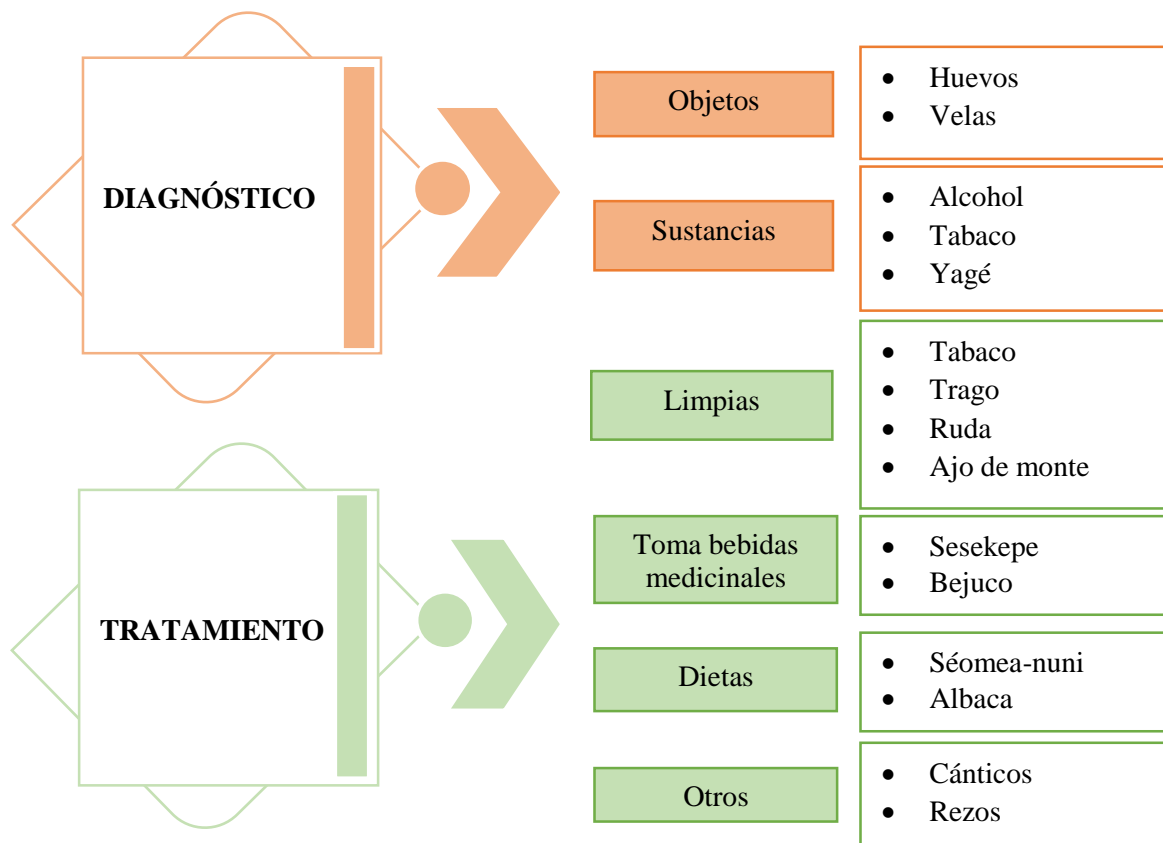 DIAGNÓSTICO
Objetos
• Huevos
• Velas
Sustancias
• Alcohol
• Tabaco
• Yagé
TRATAMIENTO
Limpias
• Tabaco
• Trago
• Ruda
• Ajo de monte
Toma bebidas
medicinales
• Sesekepe
• Bejuco
Dietas
• Séomea-nuni
• Albaca
Otros
• Cánticos
• Rezos